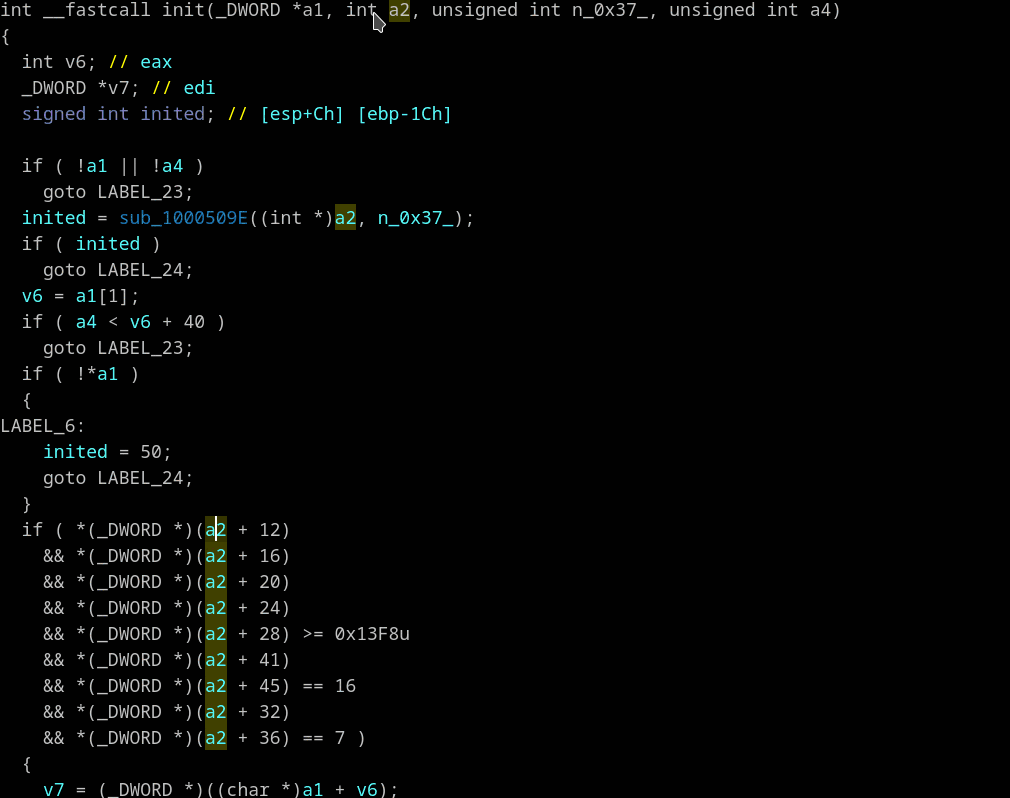 int __fastcall init(_DWORD *a1, int a2, unsigned int n_0x37_, unsigned int a4)
{
  int v6; // eax
  _DWORD *v7; // edi
  signed int inited; // [esp+Ch] [ebp-1Ch]

  if ( !a1 || !a4 )
    goto LABEL_23;
  inited = sub_1000509E((int *)a2, n_0x37_);
  if ( inited )
    goto LABEL_24;
  v6 = a1[1];
  if ( a4 < v6 + 40 )
    goto LABEL_23;
  if ( !*a1 )
  {
LABEL_6:
    inited = 50;
    goto LABEL_24;
  }
  if ( *(_DWORD *)(a2 + 12)
    && *(_DWORD *)(a2 + 16)
    && *(_DWORD *)(a2 + 20)
    && *(_DWORD *)(a2 + 24)
    && *(_DWORD *)(a2 + 28) >= 0x13F8u
    && *(_DWORD *)(a2 + 41)
    && *(_DWORD *)(a2 + 45) == 16
    && *(_DWORD *)(a2 + 32)
    && *(_DWORD *)(a2 + 36) == 7 )
  {
    v7 = (_DWORD *)((char *)a1 + v6);